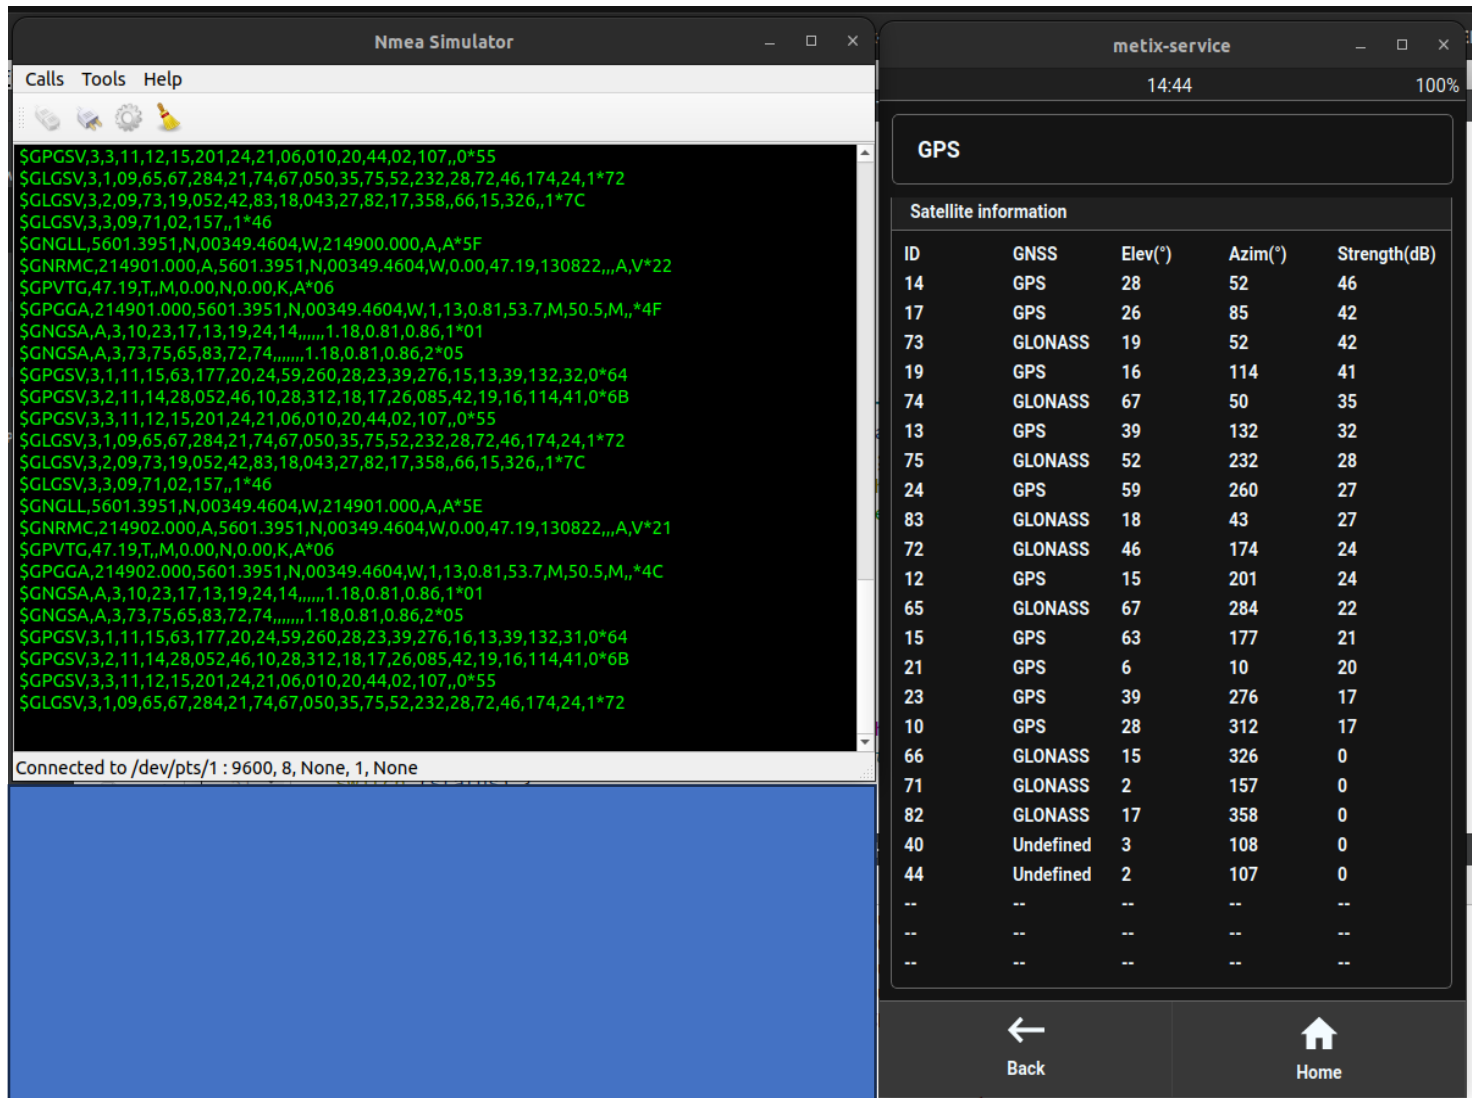 Nmea Simulator
Calls Tools Help
$GPGSV,3,3,11,12,15,201,24,21,06,010,20,44,02,107,,0*55
$GLGSV,3,1,09,65,67,284,21,74,67,050,35,75,52,232,28,72,46,174,24,1*72
$GLGSV,3,2,09,73,19,052,42,83,18,043,27,82,17,358,,66,15,326,,1*7C
$GLGSV,3,3,09,71,02,157,,1*46
$GNGLL,5601.3951,N,00349.4604,W,214900.000,A,A*5F
$GNRMC,214901.000,A,5601.3951,N,00349.4604,W,0.00,47.19,130822,,,A,V*22
$GPVTG,47.19,T,,M,0.00,N,0.00,K,A*06
$GPGGA,214901.000,5601.3951,N,00349.4604,W,1,13,0.81,53.7,M,50.5,M,,*4F
$GNGSA,A,3,10,23,17,13,19,24,14,,,,,,1.18,0.81,0.86,1*01
$GNGSA,A,3,73,75,65,83,72,74,,,,,,,1.18,0.81,0.86,2*05
$GPGSV,3,1,11,15,63,177,20,24,59,260,28,23,39,276,15,13,39,132,32,0*64
$GPGSV,3,2,11,14,28,052,46,10,28,312,18,17,26,085,42,19,16,114,41,0*6B
$GPGSV,3,3,11,12,15,201,24,21,06,010,20,44,02,107,,0*55
$GLGSV,3,1,09,65,67,284,21,74,67,050,35,75,52,232,28,72,46,174,24,1*72
$GLGSV,3,2,09,73,19,052,42,83,18,043,27,82,17,358,,66,15,326,,1*7C
$GLGSV,3,3,09,71,02,157,,1*46
$GNGLL,5601.3951,N,00349.4604,W,214901.000,A,A*5E
$GNRMC,214902.000,A,5601.3951,N,00349.4604,W,0.00,47.19,130822,,,A,V*21
$GPVTG,47.19,T,,M,0.00,N,0.00,K,A*06
$GPGGA,214902.000,5601.3951,N,00349.4604,W,1,13,0.81,53.7,M,50.5,M,,*4C
$GNGSA,A,3,10,23,17,13,19,24,14,,,,,,1.18,0.81,0.86,1*01
$GNGSA,A,3,73,75,65,83,72,74,,,,,,,1.18,0.81,0.86,2*05
$GPGSV,3,1,11,15,63,177,20,24,59,260,28,23,39,276,16,13,39,132,31,0*64
$GPGSV,3,2,11,14,28,052,46,10,28,312,18,17,26,085,42,19,16,114,41,0*6B
$GPGSV,3,3,11,12,15,201,24,21,06,010,20,44,02,107,,0*55
$GLGSV,3,1,09,65,67,284,21,74,67,050,35,75,52,232,28,72,46,174,24,1*72
Connected to /dev/pts/1 : 9600, 8, None, 1, None
metix-service
14:44 100%
GPS
Satellite information
ID GNSS Elev(°) Azim(°) Strength(dB)
14 GPS 28 52 46
17 GPS 26 85 42
73 GLONASS 19 52 42
19 GPS 16 114 41
74 GLONASS 67 50 35
13 GPS 39 132 32
75 GLONASS 52 232 28
24 GPS 59 260 27
83 GLONASS 18 43 27
72 GLONASS 46 174 24
12 GPS 15 201 24
65 GLONASS 67 284 22
15 GPS 63 177 21
21 GPS 6 10 20
23 GPS 39 276 17
10 GPS 28 312 17
66 GLONASS 15 326 0
71 GLONASS 2 157 0
82 GLONASS 17 358 0
40 Undefined 3 108 0
44 Undefined 2 107 0
-- -- -- -- --
-- -- -- -- --
-- -- -- -- --
Back Home